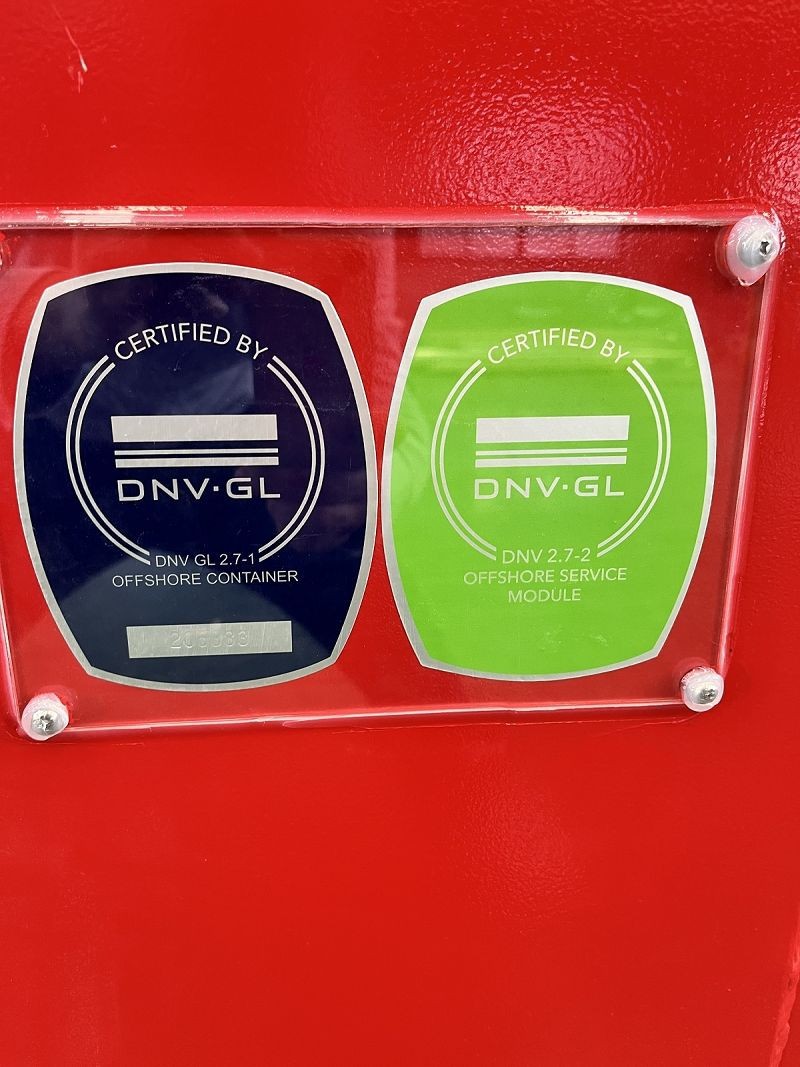 CERTIFIED BY
DNV·GL
DNV GL 2.7-1
OFFSHORE CONTAINER
CERTIFIED BY
DNV·GL
DNV 2.7-2
OFFSHORE SERVICE
MODULE